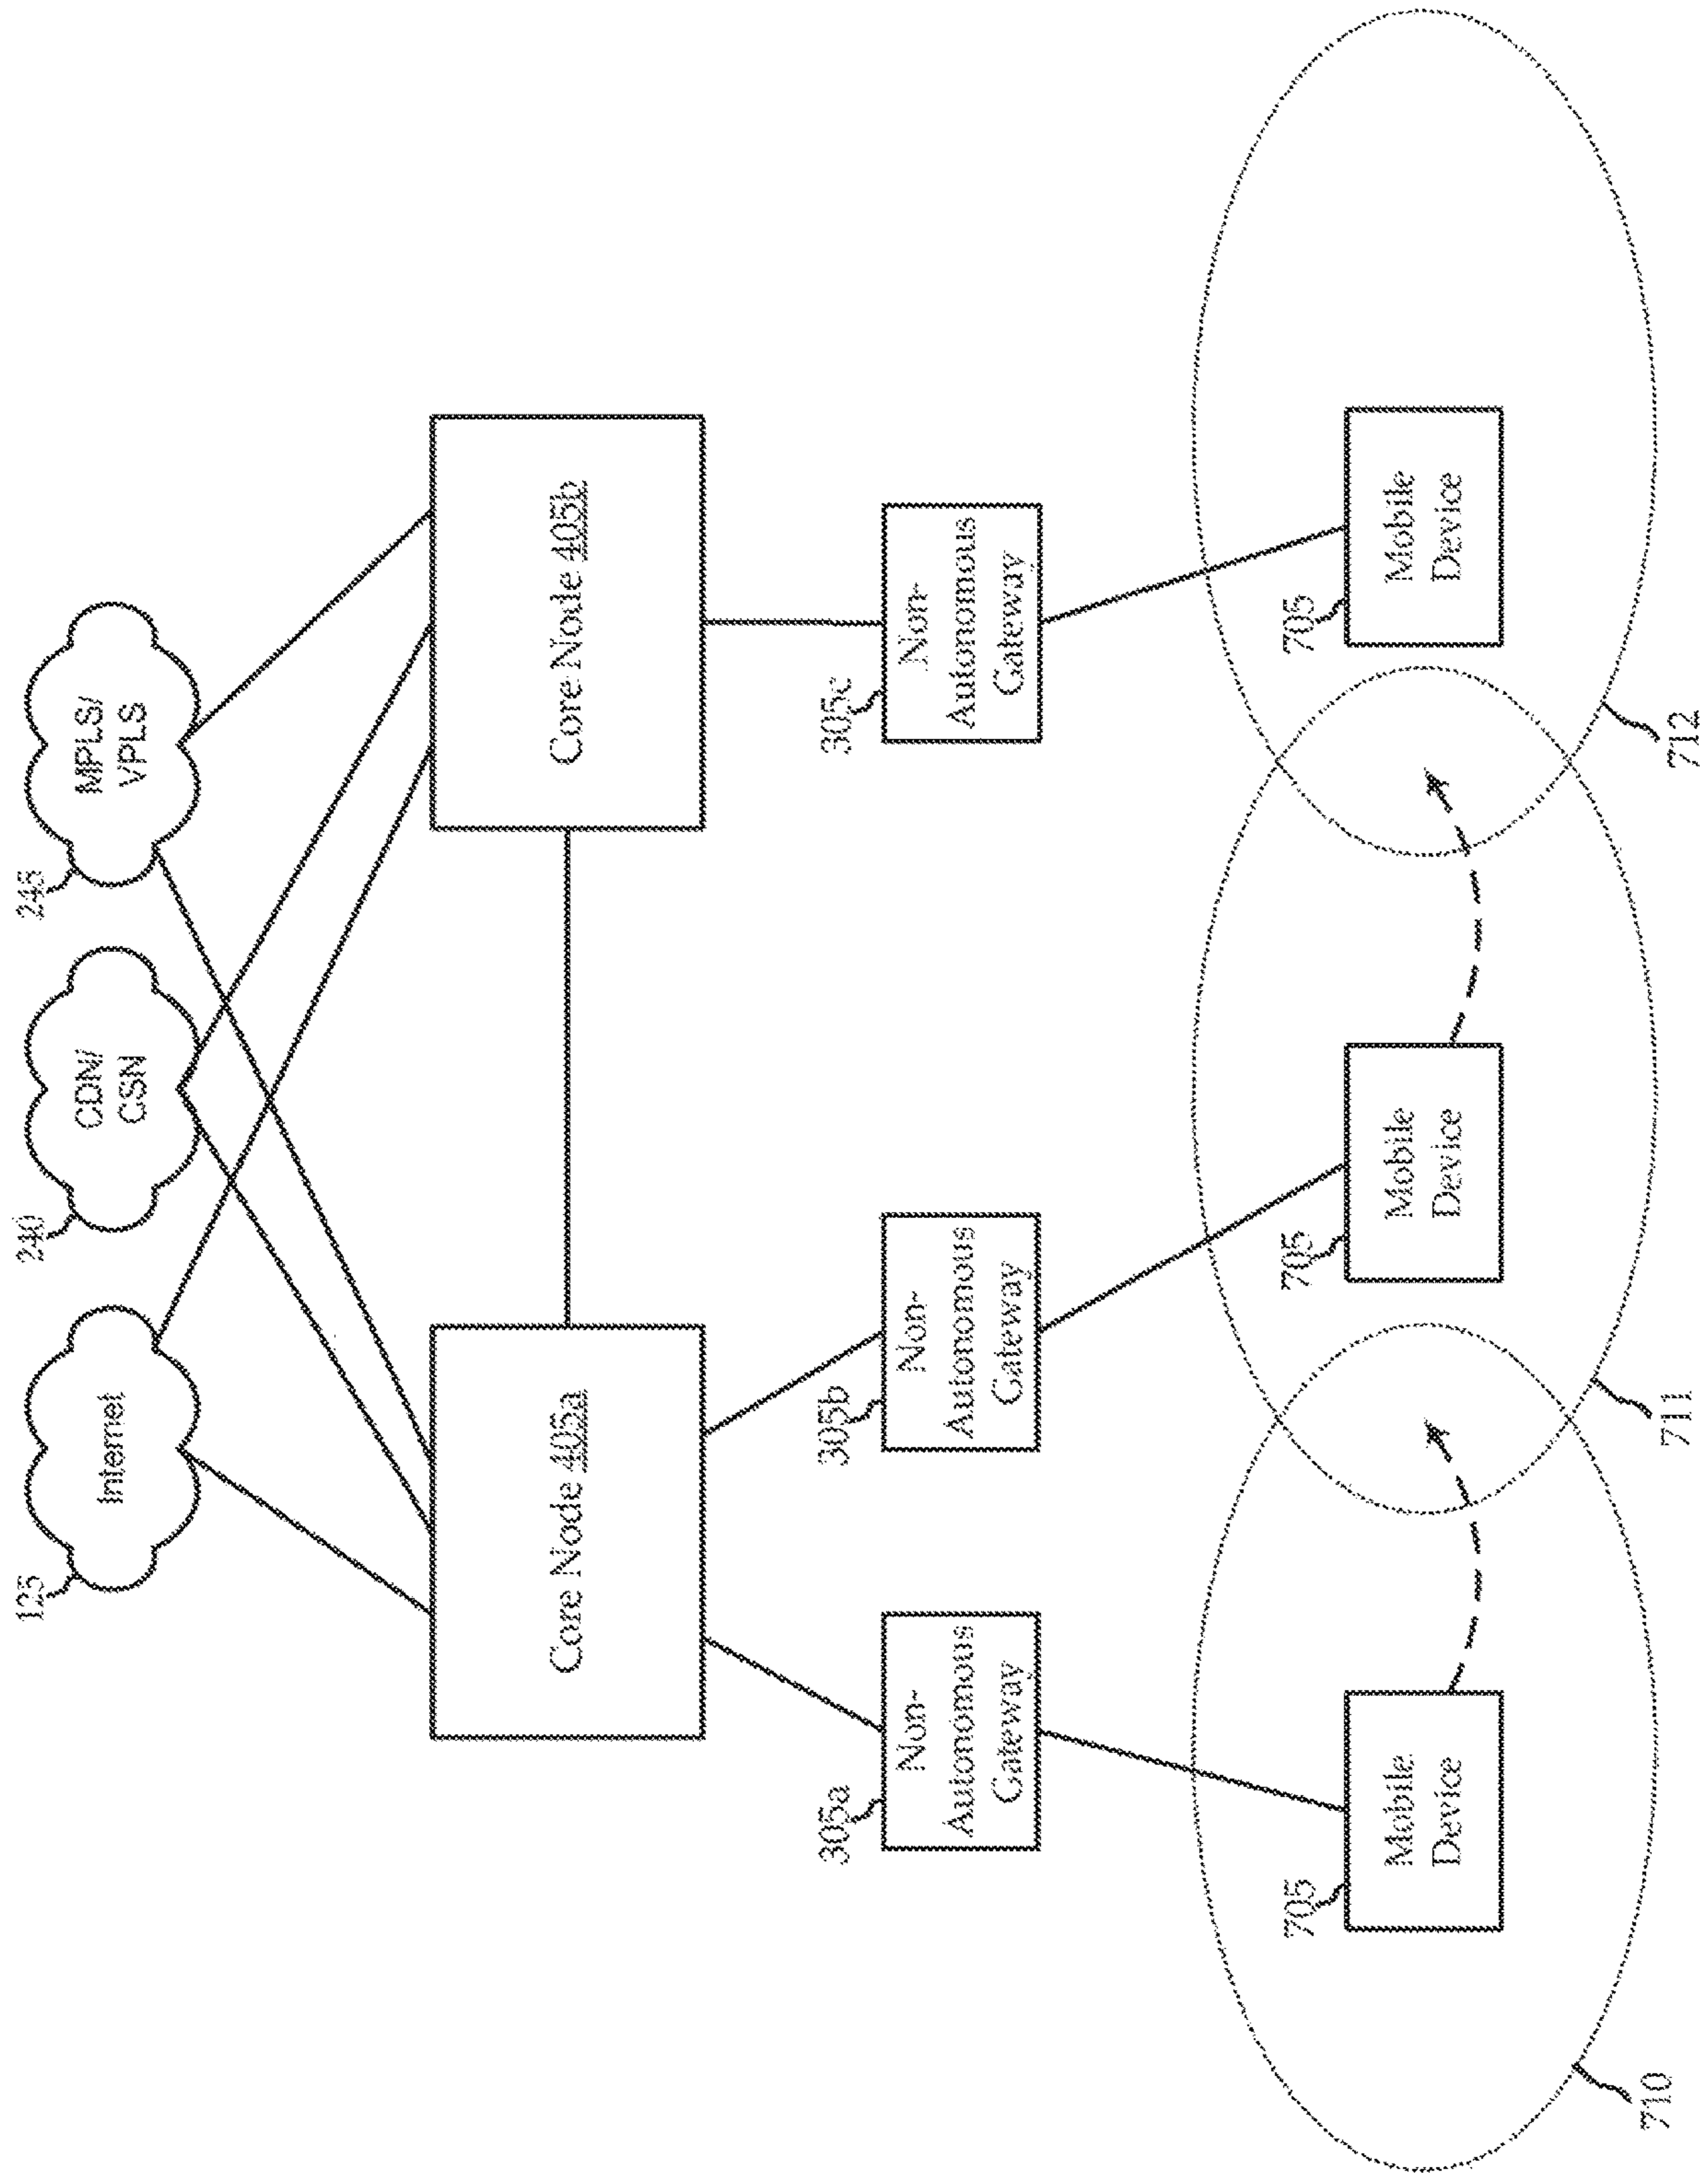 125
Internet
240
CDN/
CSN
245
MPLS/
VPLS
Core Node 405a
Core Node 405b
305a
Non-
Autonomous
Gateway
305b
Non-
Autonomous
Gateway
305c
Non-
Autonomous
Gateway
705
Mobile
Device
705
Mobile
Device
705
Mobile
Device
710
711
712